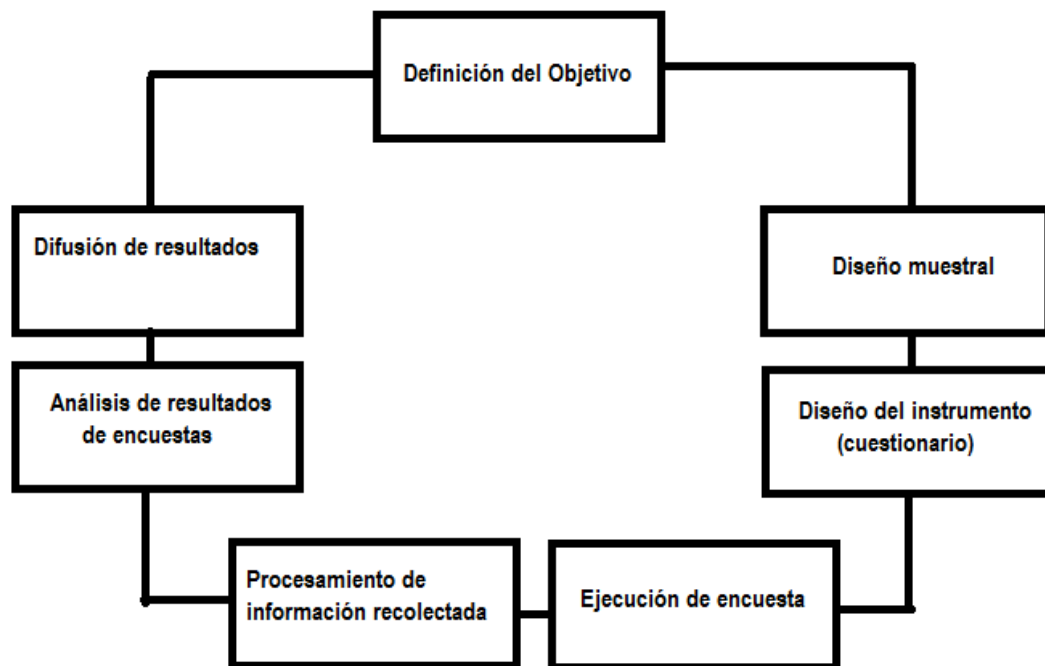 Definición del Objetivo
Difusión de resultados
Diseño muestral
Análisis de resultados
de encuestas
Diseño del instrumento
(cuestionario)
Procesamiento de
información recolectada
Ejecución de encuesta